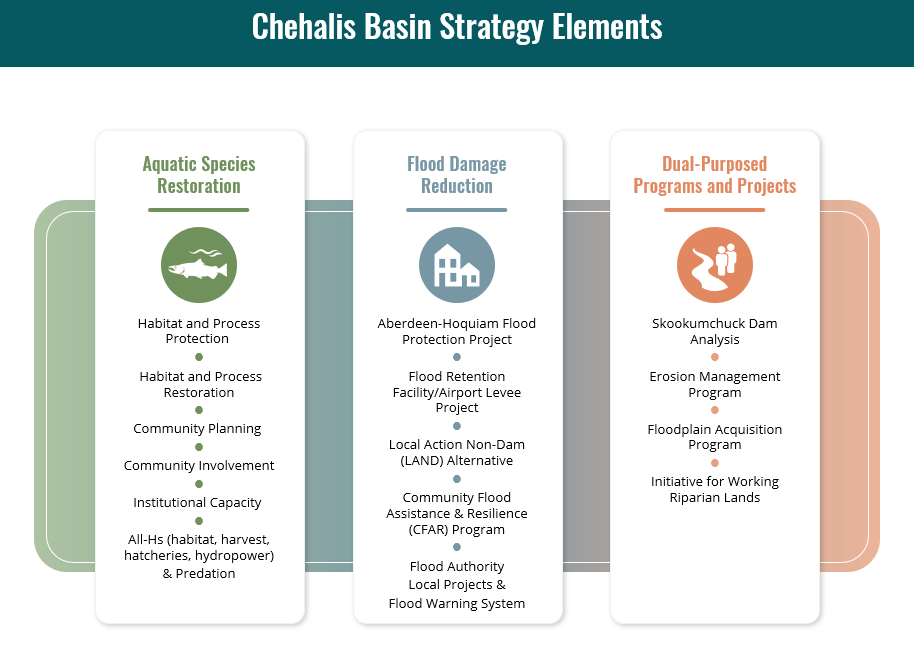 Chehalis Basin Strategy Elements
Aquatic Species
Restoration
Habitat and Process
Protection
Habitat and Process
Restoration
Community Planning
Community Involvement
Institutional Capacity
All-Hs (habitat, harvest,
hatcheries, hydropower)
& Predation
Flood Damage
Reduction
Aberdeen-Hoquiam Flood
Protection Project
Flood Retention
Facility/Airport Levee
Project
Local Action Non-Dam
(LAND) Alternative
Community Flood
Assistance & Resilience
(CFAR) Program
Flood Authority
Local Projects &
Flood Warning System
Dual-Purposed
Programs and Projects
Skookumchuck Dam
Analysis
Erosion Management
Program
Floodplain Acquisition
Program
Initiative for Working
Riparian Lands